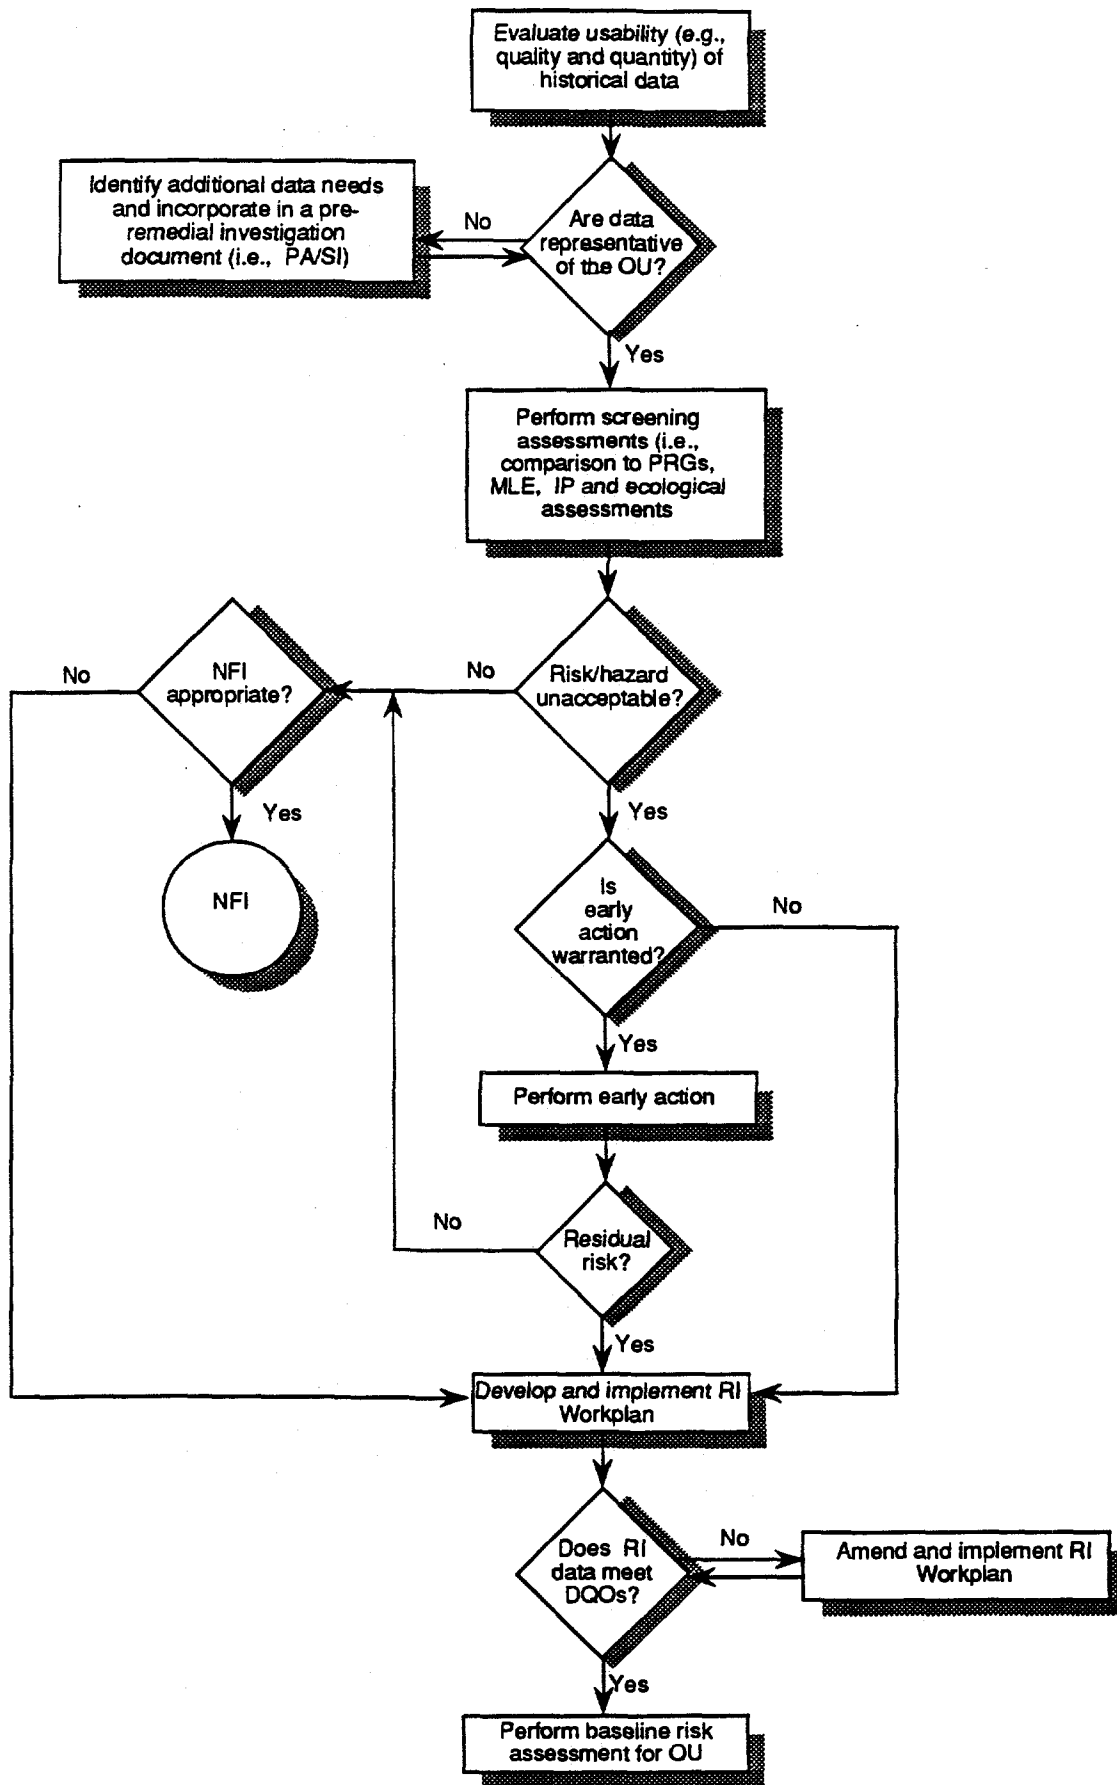 Evaluate usability (e.g.,
quality and quantity) of
historical data
Identify additional data needs
and incorporate in a pre-
remedial investigation
document (i.e., PA/SI)
No
Are data
representative
of the OU?
Yes
Perform screening
assessments (i.e.,
comparison to PRGs,
MLE, IP and ecological
assessments
No
NFI
appropriate?
No
Risk/hazard
unacceptable?
Yes
Yes
NFI
Is
early
action
warranted?
No
Yes
Perform early action
No
Residual
risk?
Yes
Develop and implement RI
Workplan
Does RI
data meet
DQOs?
No
Amend and implement RI
Workplan
Yes
Perform baseline risk
assessment for OU